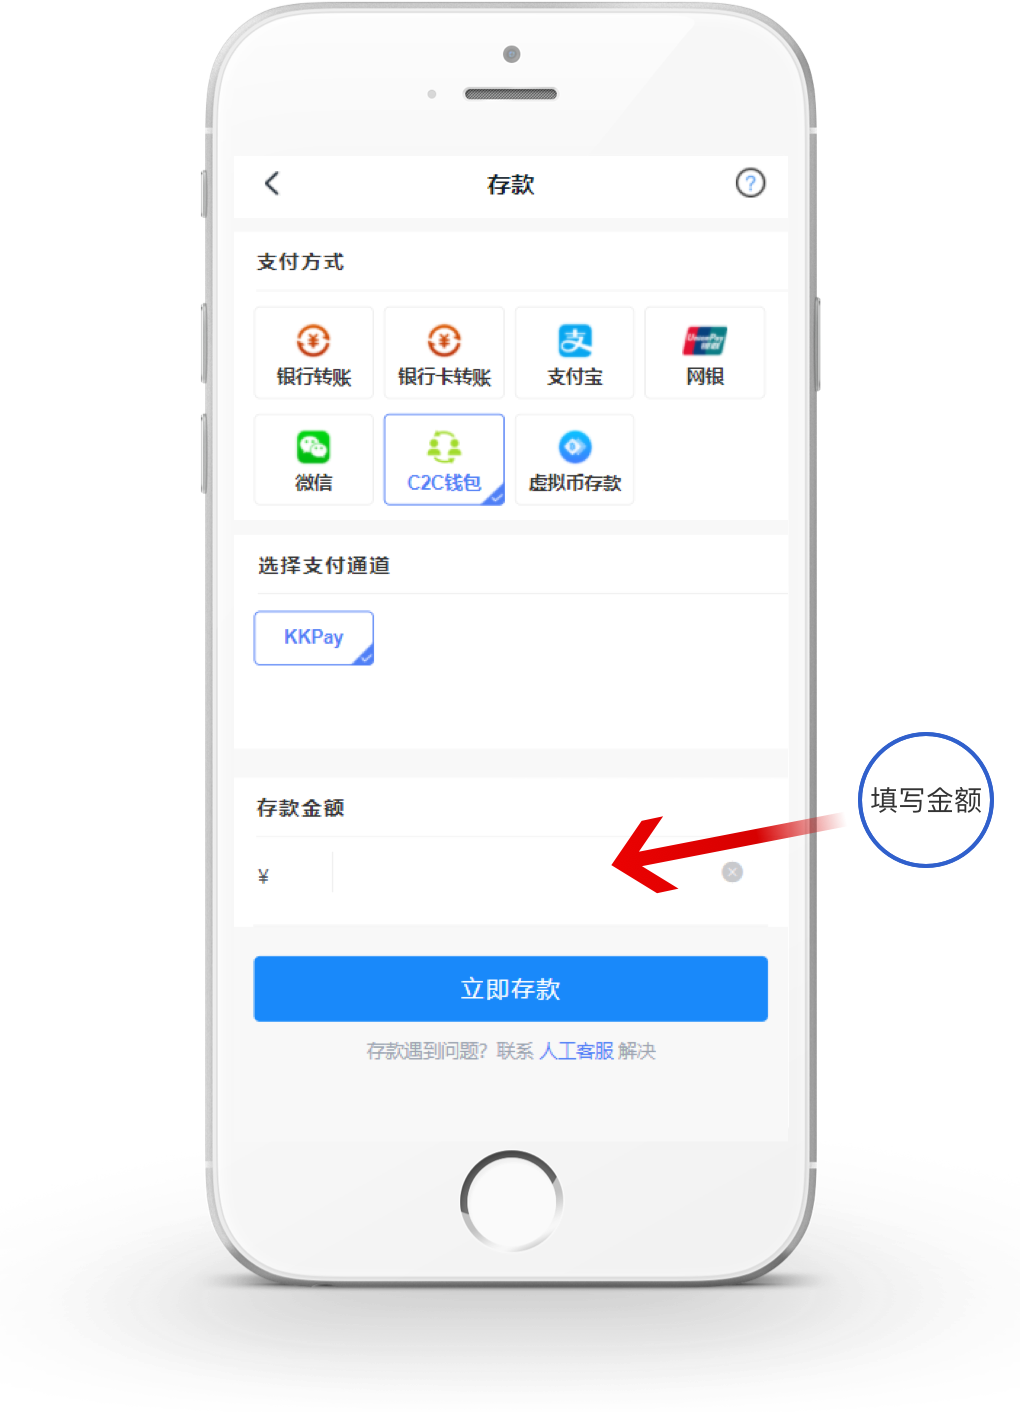 存款
?
支付方式
银行转账
银行卡转账
支付宝
UnionPay
银联
网银
微信
C2C钱包
虚拟币存款
选择支付通道
KKPay
存款金额
填写金额
¥
立即存款
存款遇到问题? 联系 人工客服 解决